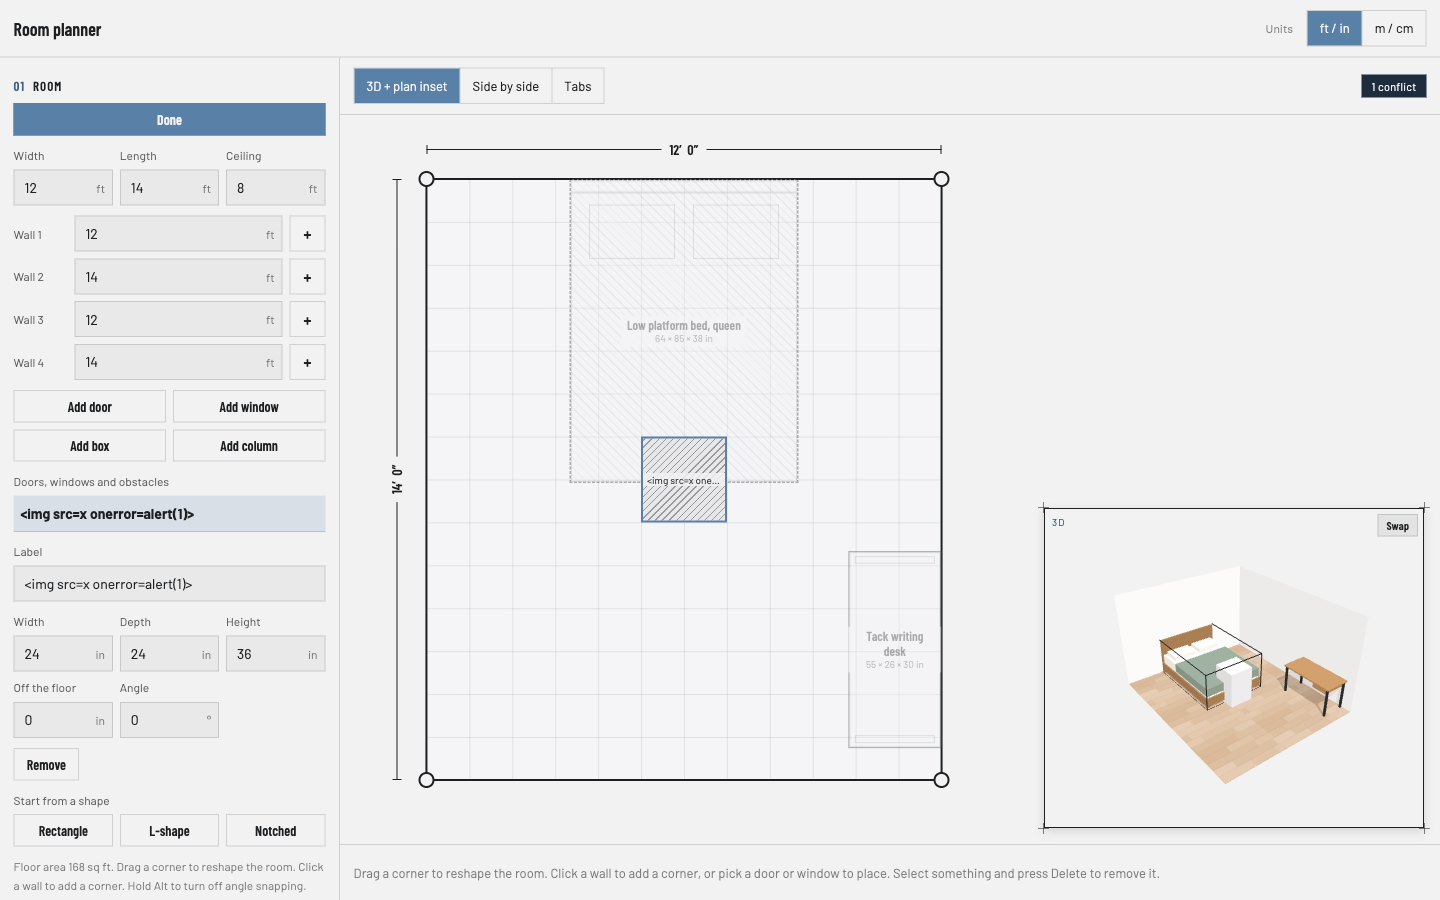 Room planner
Units
ft / in
m / cm
01 ROOM
Done
Width
Length
Ceiling
12 ft
14 ft
8 ft
Wall 1
12 ft
+
Wall 2
14 ft
+
Wall 3
12 ft
+
Wall 4
14 ft
+
Add door
Add window
Add box
Add column
Doors, windows and obstacles
<img src=x onerror=alert(1)>
Label
<img src=x onerror=alert(1)>
Width
Depth
Height
24 in
24 in
36 in
Off the floor
Angle
0 in
0 °
Remove
Start from a shape
Rectangle
L-shape
Notched
Floor area 168 sq ft. Drag a corner to reshape the room. Click
a wall to add a corner. Hold Alt to turn off angle snapping.
3D + plan inset
Side by side
Tabs
1 conflict
12′ 0″
14′ 0″
Low platform bed, queen
64 × 85 × 38 in
<img src=x one...
Tack writing
desk
55 × 26 × 30 in
3D
Swap
Drag a corner to reshape the room. Click a wall to add a corner, or pick a door or window to place. Select something and press Delete to remove it.